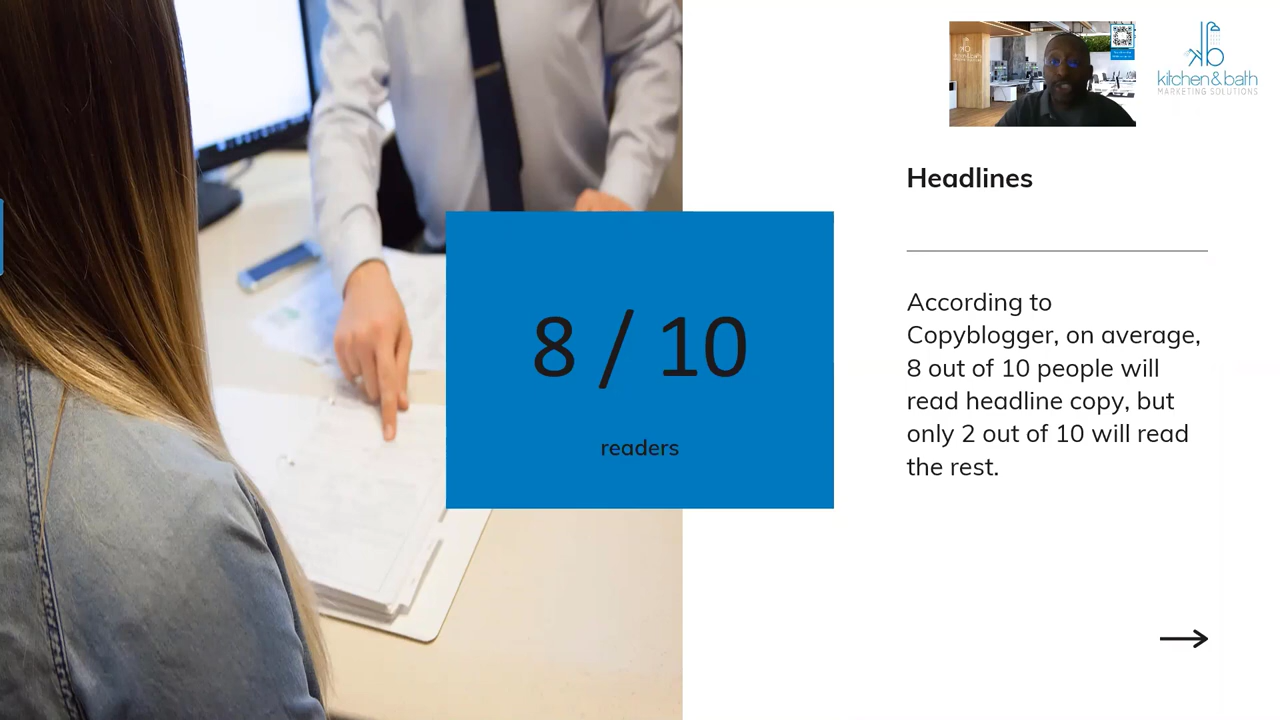 kitchen & bath
MARKETING SOLUTIONS
Headlines
8 / 10
readers
According to
Copyblogger, on average,
8 out of 10 people will
read headline copy, but
only 2 out of 10 will read
the rest.